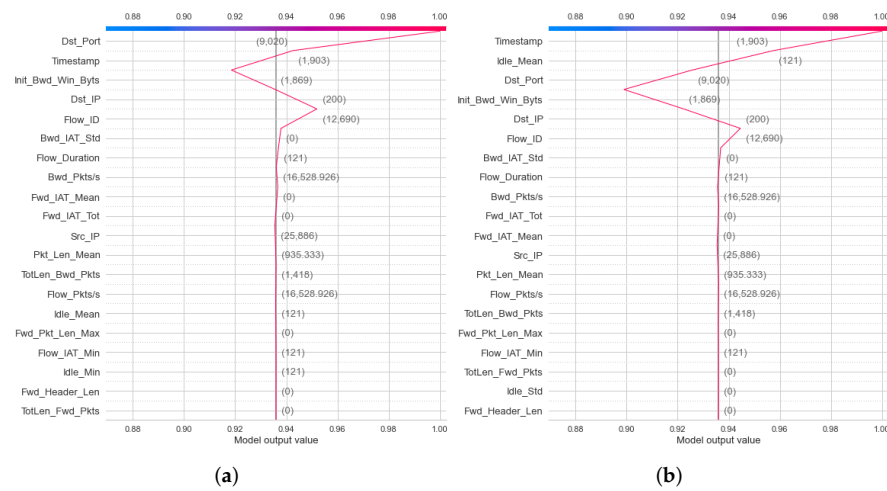 0.88 0.90 0.92 0.94 0.96 0.98 1.00
Dst_Port (9,020)
Timestamp (1,903)
Init_Bwd_Win_Byts (1,869)
Dst_IP (200)
Flow_ID (12,690)
Bwd_IAT_Std (0)
Flow_Duration (121)
Bwd_Pkts/s (16,528.926)
Fwd_IAT_Mean (0)
Fwd_IAT_Tot (0)
Src_IP (25,886)
Pkt_Len_Mean (935.333)
TotLen_Bwd_Pkts (1,418)
Flow_Pkts/s (16,528.926)
Idle_Mean (121)
Fwd_Pkt_Len_Max (0)
Flow_IAT_Min (121)
Idle_Min (121)
Fwd_Header_Len (0)
TotLen_Fwd_Pkts (0)
0.88 0.90 0.92 0.94 0.96 0.98 1.00
Model output value
(a)
0.88 0.90 0.92 0.94 0.96 0.98 1.00
Timestamp (1,903)
Idle_Mean (121)
Dst_Port (9,020)
Init_Bwd_Win_Byts (1,869)
Dst_IP (200)
Flow_ID (12,690)
Bwd_IAT_Std (0)
Flow_Duration (121)
Bwd_Pkts/s (16,528.926)
Fwd_IAT_Tot (0)
Fwd_IAT_Mean (0)
Src_IP (25,886)
Pkt_Len_Mean (935.333)
Flow_Pkts/s (16,528.926)
TotLen_Bwd_Pkts (1,418)
Fwd_Pkt_Len_Max (0)
Flow_IAT_Min (121)
TotLen_Fwd_Pkts (0)
Idle_Std (0)
Fwd_Header_Len (0)
0.88 0.90 0.92 0.94 0.96 0.98 1.00
Model output value
(b)